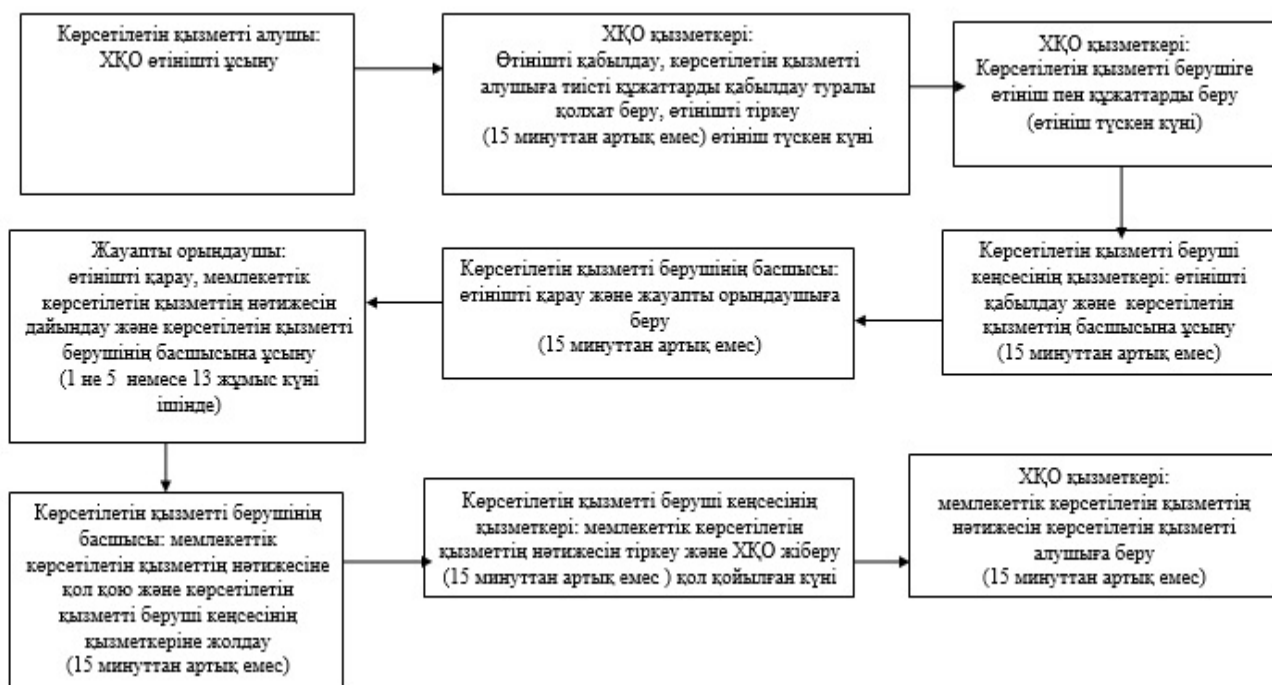 Көрсетілетін қызметті алушы:
ХҚО өтінішті ұсыну
ХҚО қызметкері:
Өтінішті қабылдау, көрсетілетін қызметті
алушыға тиісті құжаттарды қабылдау туралы
қолхат беру, өтінішті тіркеу
(15 минуттан артық емес) өтініш түскен күні
ХҚО қызметкері:
Көрсетілетін қызметті берушіге
өтініш пен құжаттарды беру
(өтініш түскен күні)
Көрсетілетін қызметті беруші
кеңсесінің қызметкері: өтінішті
қабылдау және көрсетілетін
қызметтің басшысына ұсыну
(15 минуттан артық емес)
Көрсетілетін қызметті берушінің басшысы:
өтінішті қарау және жауапты орындаушыға
беру
(15 минуттан артық емес)
Жауапты орындаушы:
өтінішті қарау, мемлекеттік
көрсетілетін қызметтің нәтижесін
дайындау және көрсетілетін қызметті
берушінің басшысына ұсыну
(1 не 5 немесе 13 жұмыс күні
ішінде)
Көрсетілетін қызметті берушінің
басшысы: мемлекеттік
көрсетілетін қызметтің нәтижесіне
қол қою және көрсетілетін
қызметті беруші кеңсесінің
қызметкеріне жолдау
(15 минуттан артық емес)
Көрсетілетін қызметті беруші кеңсесінің
қызметкері: мемлекеттік көрсетілетін
қызметтің нәтижесін тіркеу және ХҚО жіберу
(15 минуттан артық емес ) қол қойылған күні
ХҚО қызметкері:
мемлекеттік көрсетілетін қызметтің
нәтижесін көрсетілетін қызметті
алушыға беру
(15 минуттан артық емес)